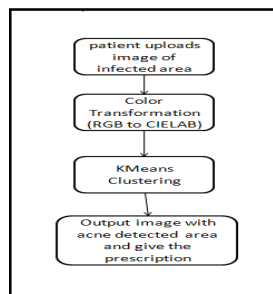 patient uploads
image of
infected area
Color
Transformation
(RGB to CIELAB)
KMeans
Clustering
Output image with
acne detected area
and give the
prescription